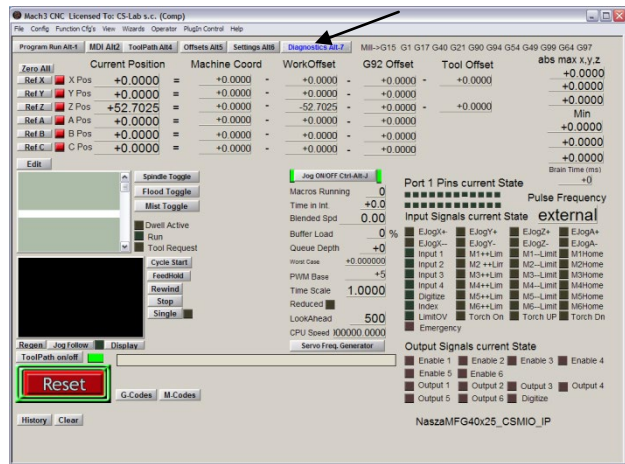 Mach3 CNC Licensed To: CS-Lab s.c. (Comp)
File Config Function Cfg's View Wizards Operator PlugIn Control Help
Program Run Alt-1 MDI Alt2 ToolPath Alt4 Offsets Alt5 Settings Alt6 Diagnostics Alt-7 Mill->G15 G1 G17 G40 G21 G90 G94 G54 G49 G99 G64 G97
Zero All Current Position Machine Coord WorkOffset G92 Offset Tool Offset abs max x,y,z
Ref X X Pos +0.0000 = +0.0000 - +0.0000 - +0.0000 - +0.0000 +0.0000
Ref Y Y Pos +0.0000 = +0.0000 - +0.0000 - +0.0000 +0.0000
Ref Z Z Pos +52.7025 = +0.0000 - -52.7025 - +0.0000 - +0.0000 +0.0000
Min
Ref A A Pos +0.0000 = +0.0000 - +0.0000 - +0.0000 +0.0000
Ref B B Pos +0.0000 = +0.0000 - +0.0000 - +0.0000 +0.0000
Ref C C Pos +0.0000 = +0.0000 - +0.0000 - +0.0000 +0.0000
Edit
Brain Time (ms)
+0
Spindle Toggle
Flood Toggle
Mist Toggle
Dwell Active
Run
Tool Request
Cycle Start
FeedHold
Rewind
Stop
Single
Regen Jog Follow Display
ToolPath on/off
Reset
G-Codes M-Codes
History Clear
Jog ON/OFF Ctrl-Alt-J
Macros Running 0
Time in Int. +0.0
Blended Spd 0.00
Buffer Load 0 %
Queue Depth +0
Worst Case +0.000000
PWM Base +5
Time Scale 1.0000
Reduced
LookAhead 500
CPU Speed 000000.0000
Servo Freq. Generator
Port 1 Pins current State
Pulse Frequency
Input Signals current State external
EJogX+ EJogY+ EJogZ+ EJogA+
EJogX-- EJogY- EJogZ- EJogA-
Input 1 M1++Lim M1--Limit M1Home
Input 2 M2 ++Lim M2--Limit M2Home
Input 3 M3++Lim M3--Limit M3Home
Input 4 M4++Lim M4--Limit M4Home
Digitize M5++Lim M5--Limit M5Home
Index M6++Lim M6--Limit M6Home
LimitOV Torch On Torch UP Torch Dn
Emergency
Output Signals current State
Enable 1 Enable 2 Enable 3 Enable 4
Enable 5 Enable 6
Output 1 Output 2 Output 3 Output 4
Output 5 Output 6 Digitize
NaszaMFG40x25_CSMIO_IP